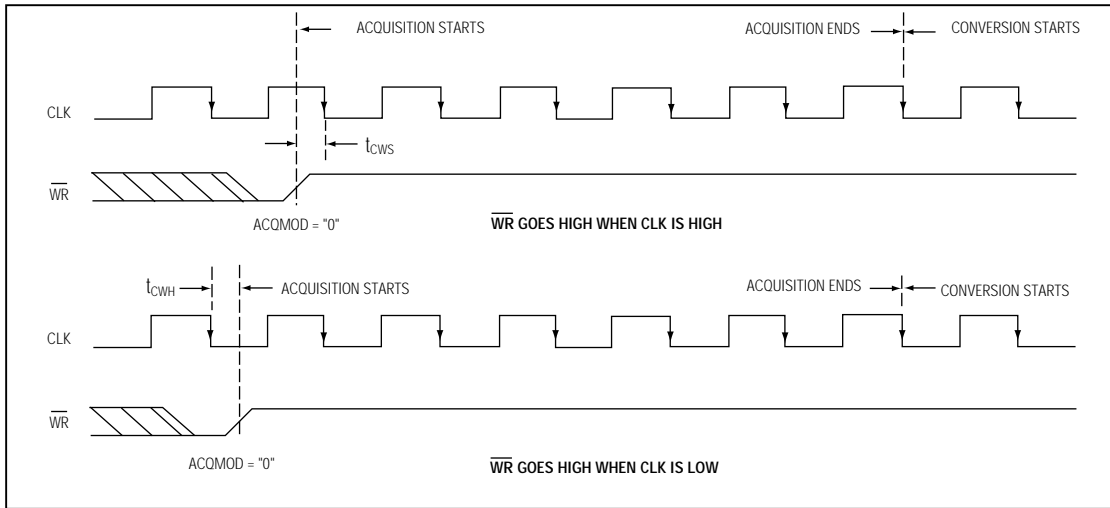 ACQUISITION STARTS
ACQUISITION ENDS
CONVERSION STARTS
CLK
tCWS
WR
ACQMOD = "0"
WR GOES HIGH WHEN CLK IS HIGH
tCWH
ACQUISITION STARTS
ACQUISITION ENDS
CONVERSION STARTS
CLK
WR
ACQMOD = "0"
WR GOES HIGH WHEN CLK IS LOW